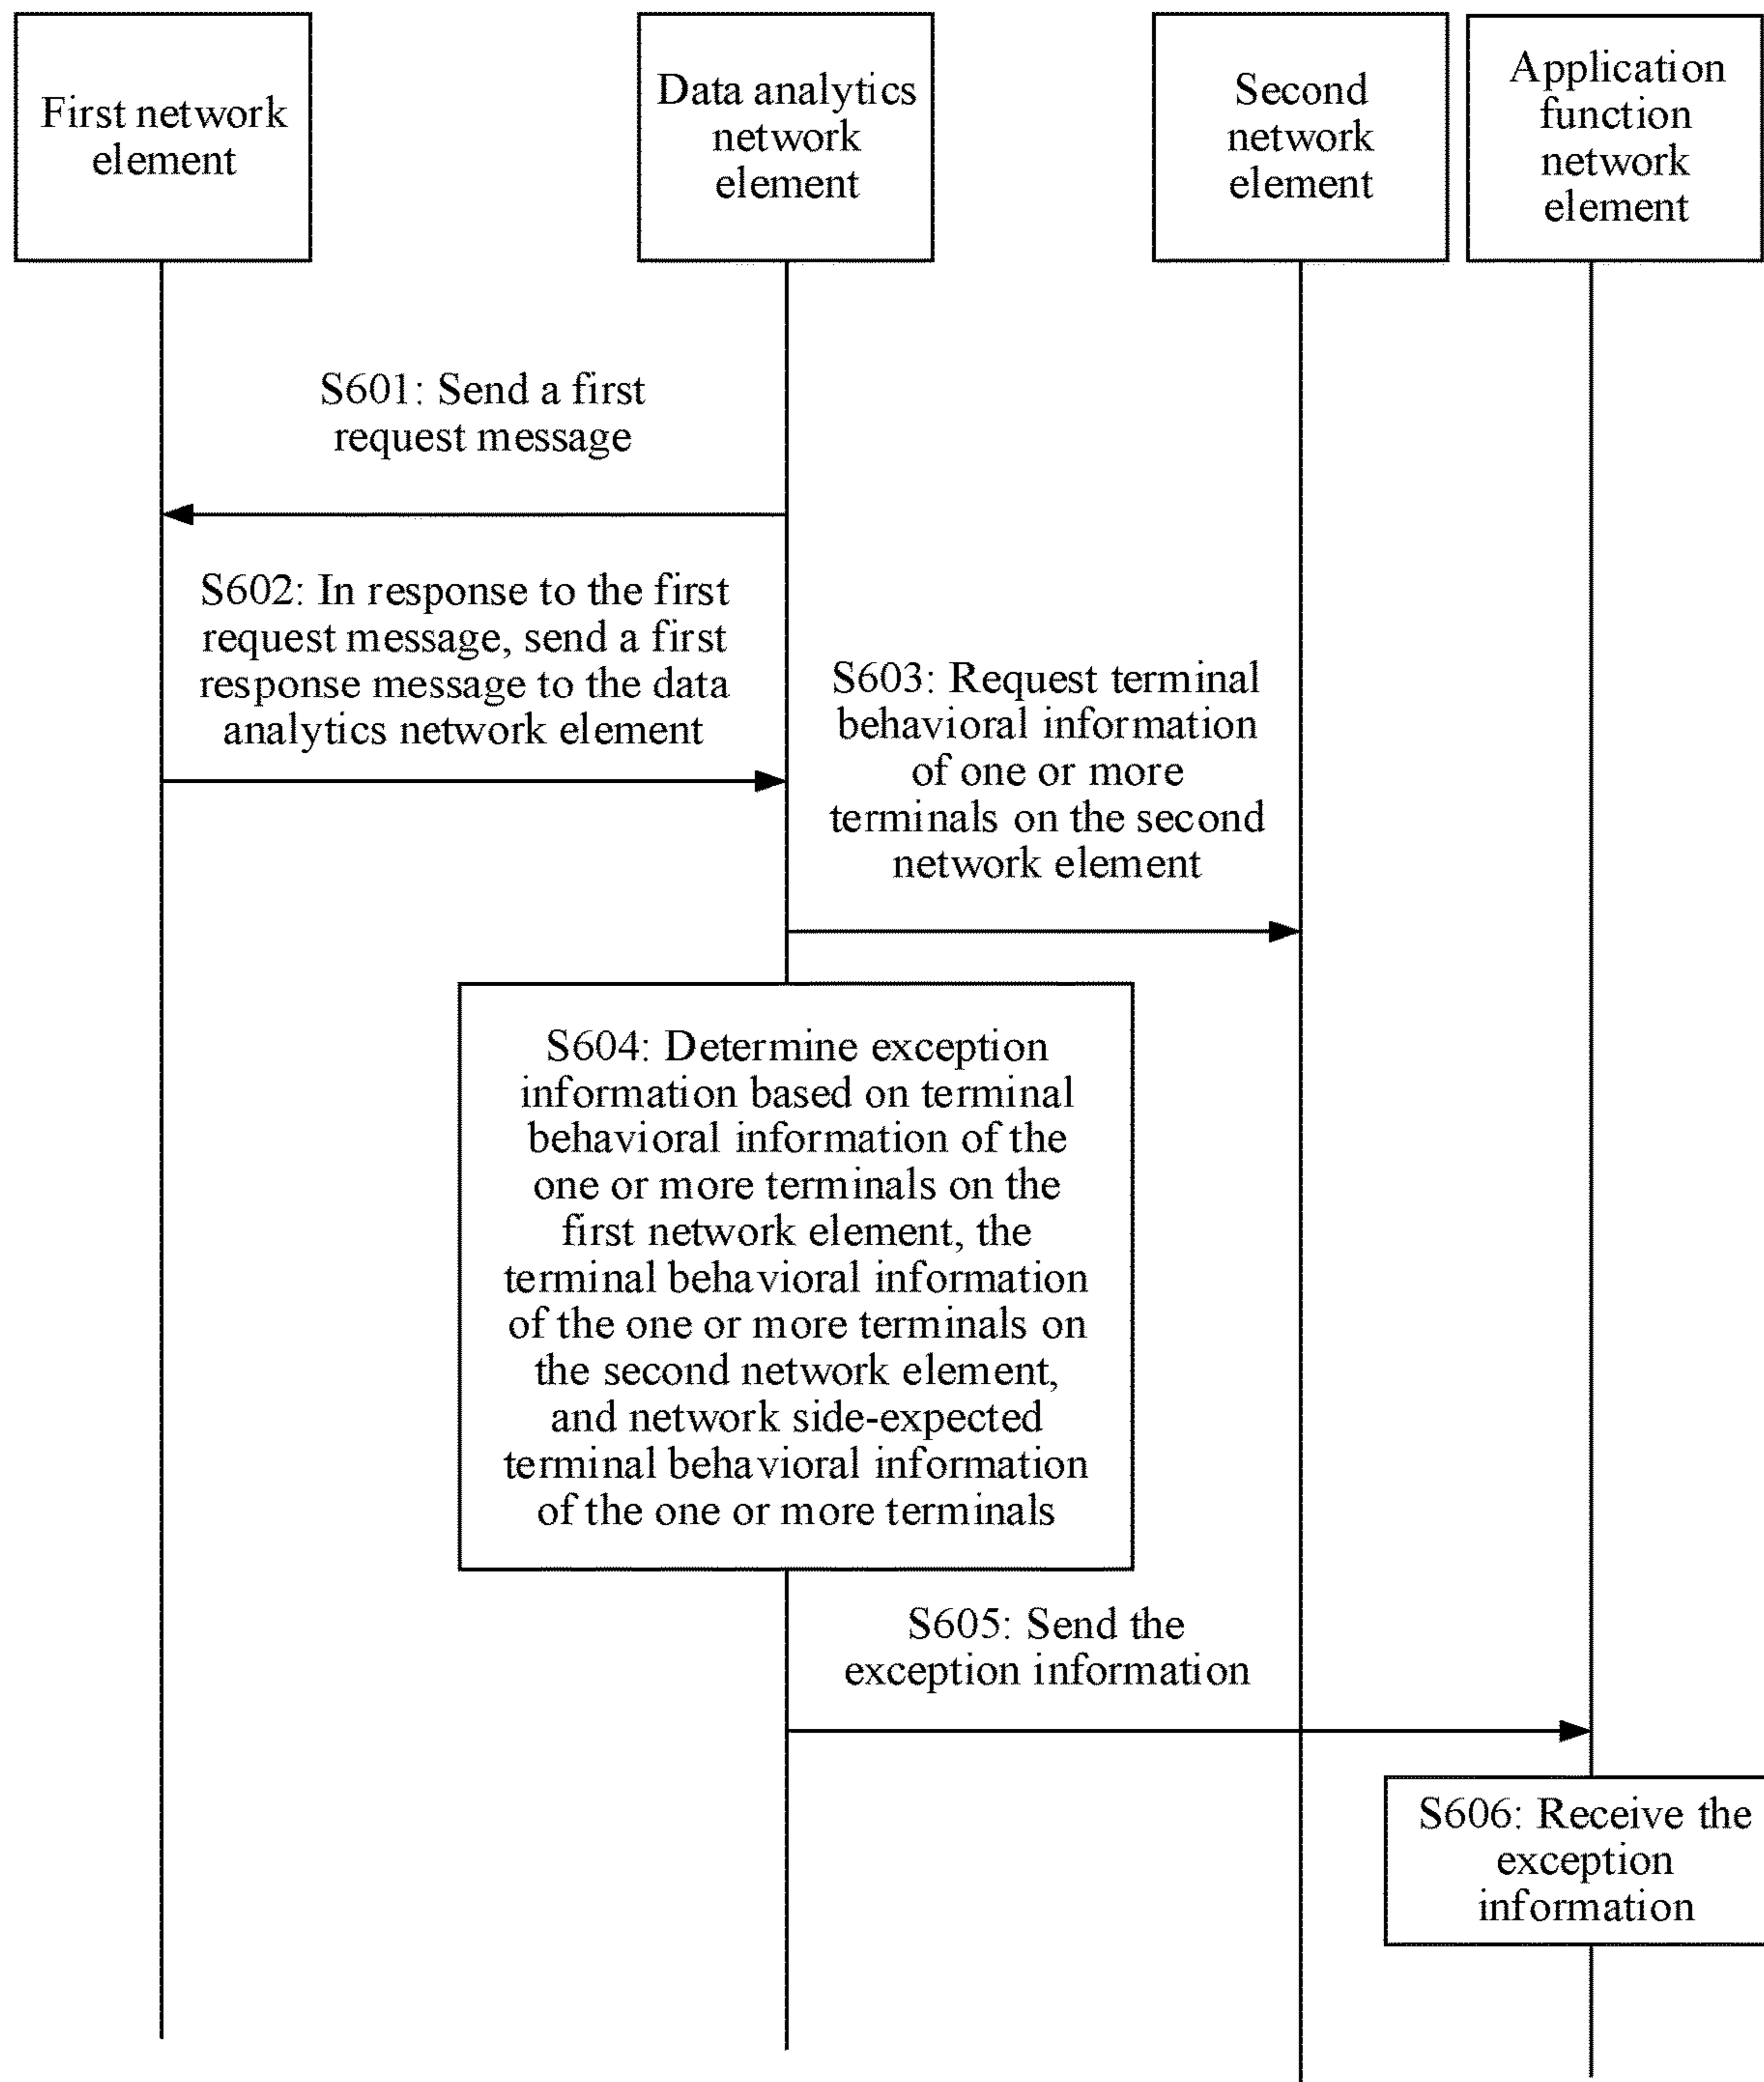 First network
element
Data analytics
network
element
Second
network
element
Application
function
network
element
S601: Send a first
request message
S602: In response to the first
request message, send a first
response message to the data
analytics network element
S603: Request terminal
behavioral information
of one or more
terminals on the second
network element
S604: Determine exception
information based on terminal
behavioral information of the
one or more terminals on the
first network element, the
terminal behavioral information
of the one or more terminals on
the second network element,
and network side-expected
terminal behavioral information
of the one or more terminals
S605: Send the
exception information
S606: Receive the
exception
information